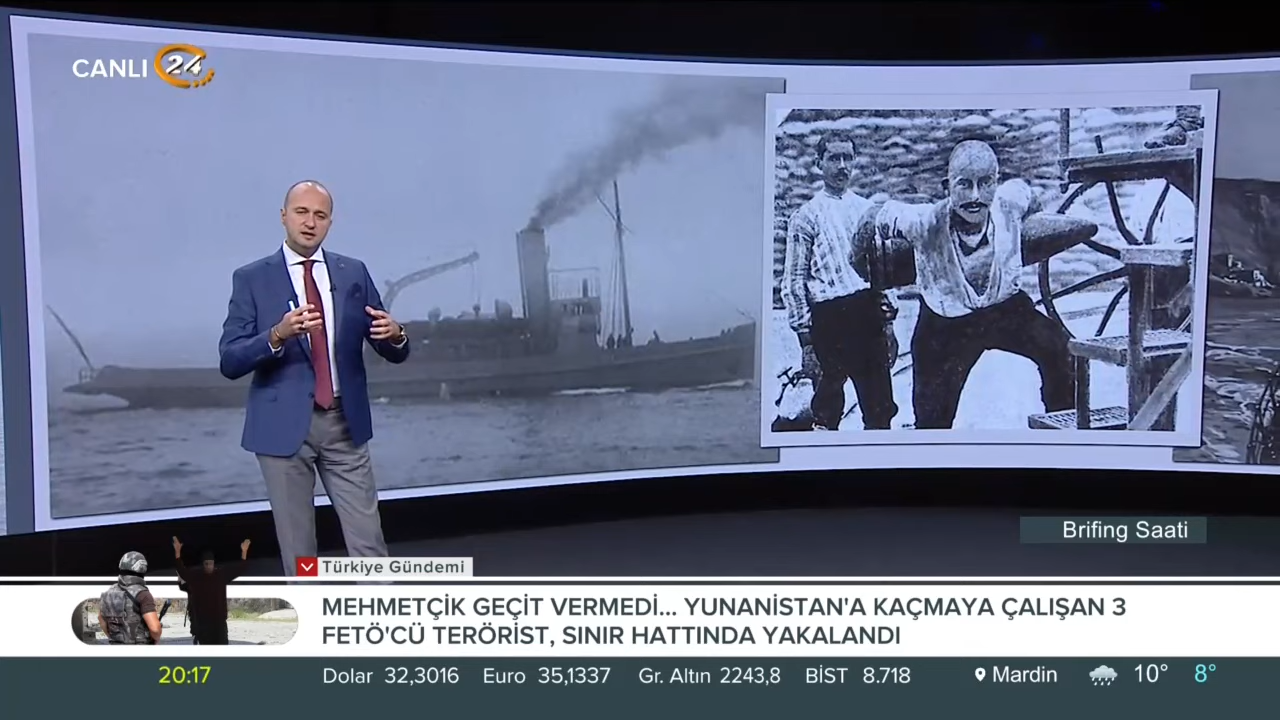 CANLI 24
Brifing Saati
Türkiye Gündemi
MEHMETÇİK GEÇİT VERMEDİ... YUNANİSTAN'A KAÇMAYA ÇALIŞAN 3
FETÖ'CÜ TERÖRİST, SINIR HATTINDA YAKALANDI
20:17 Dolar 32,3016 Euro 35,1337 Gr. Altın 2243,8 BİST 8.718 Mardin 10° 8°